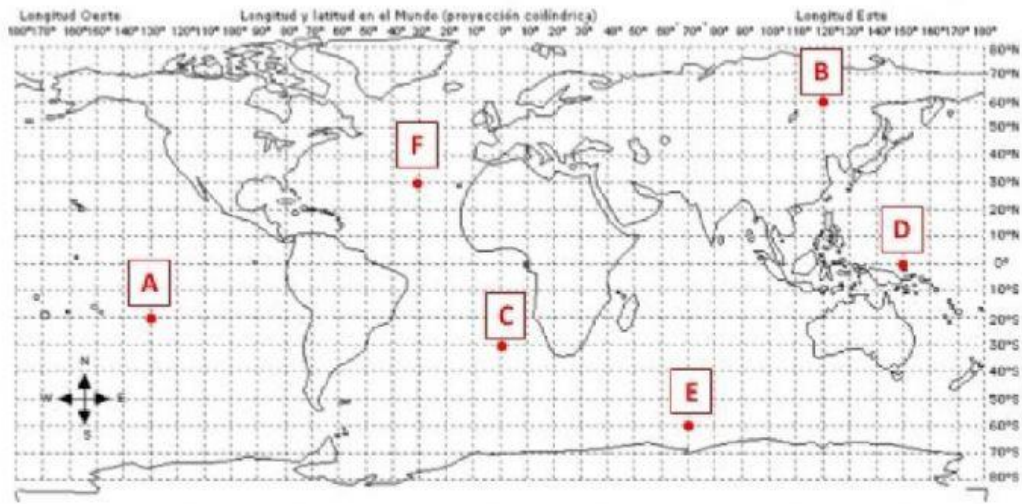 Longitud Oeste Longitud y latitud en el Mundo (proyección coilíndrica) Longitud Este
180°170° 160°150° 140°130° 120°110° 100° 90° 80° 70° 60° 50° 40° 30° 20° 10° 0° 10° 20° 30° 40° 50° 60° 70° 80° 90° 100° 110° 120° 130° 140° 150° 160°170° 180°
80°N
B
70°N
60°N
50°N
F
40°N
30°N
20°N
D
10°N
0°
A
10°S
C
20°S
30°S
N
40°S
W E
E
50°S
S
60°S
70°S
80°S